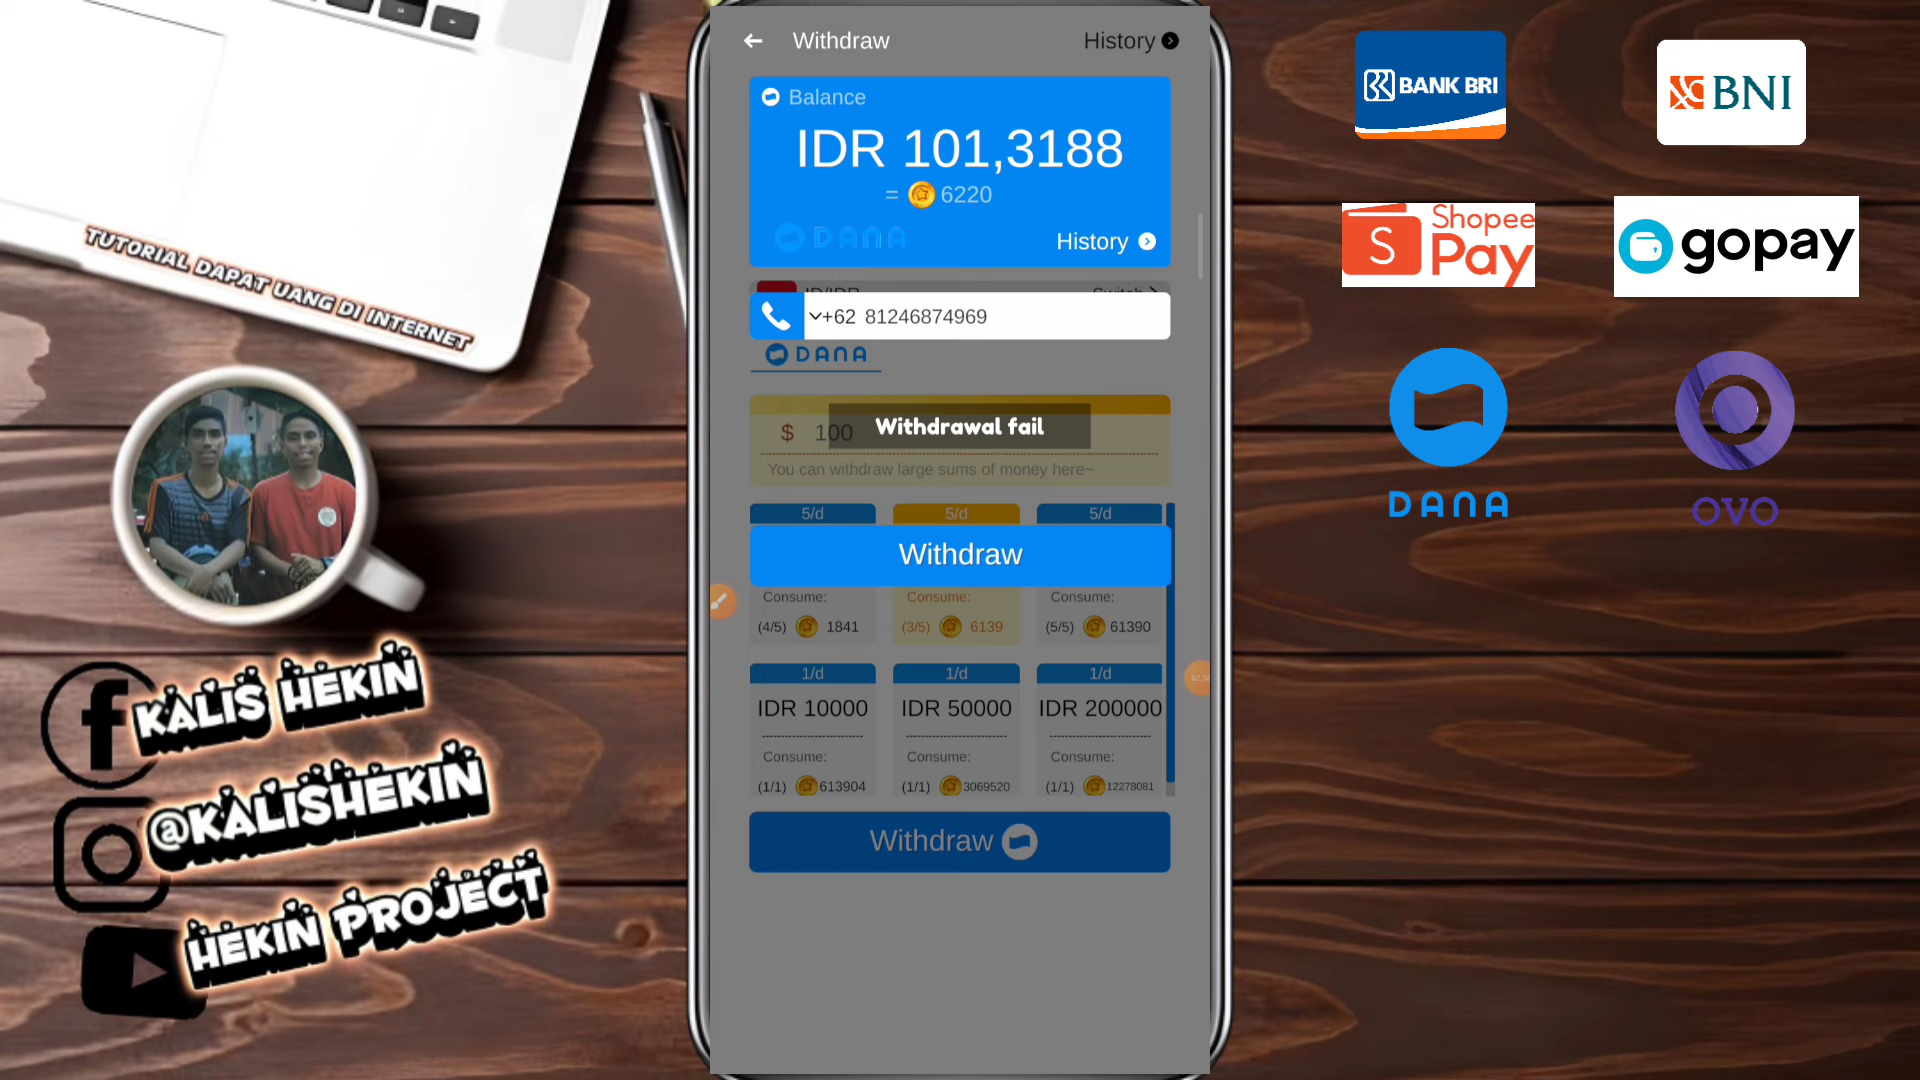 Withdraw
History
Balance
IDR 101,3188
= 6220
DANA
History
ID/IDR
Switch
+62 81246874969
DANA
$ 100
Withdrawal fail
You can withdraw large sums of money here~
5/d 5/d 5/d
Withdraw
Consume: Consume: Consume:
(4/5) 1841 (3/5) 6139 (5/5) 61390
1/d 1/d 1/d
IDR 10000 IDR 50000 IDR 200000
Consume: Consume: Consume:
(1/1) 613904 (1/1) 3069520 (1/1) 12278081
Withdraw
TUTORIAL DAPAT UANG DI INTERNET
KALIS HEKIN
@KALISHEKIN
HEKIN PROJECT
BANK BRI
BNI
Shopee
Pay
gopay
DANA
OVO